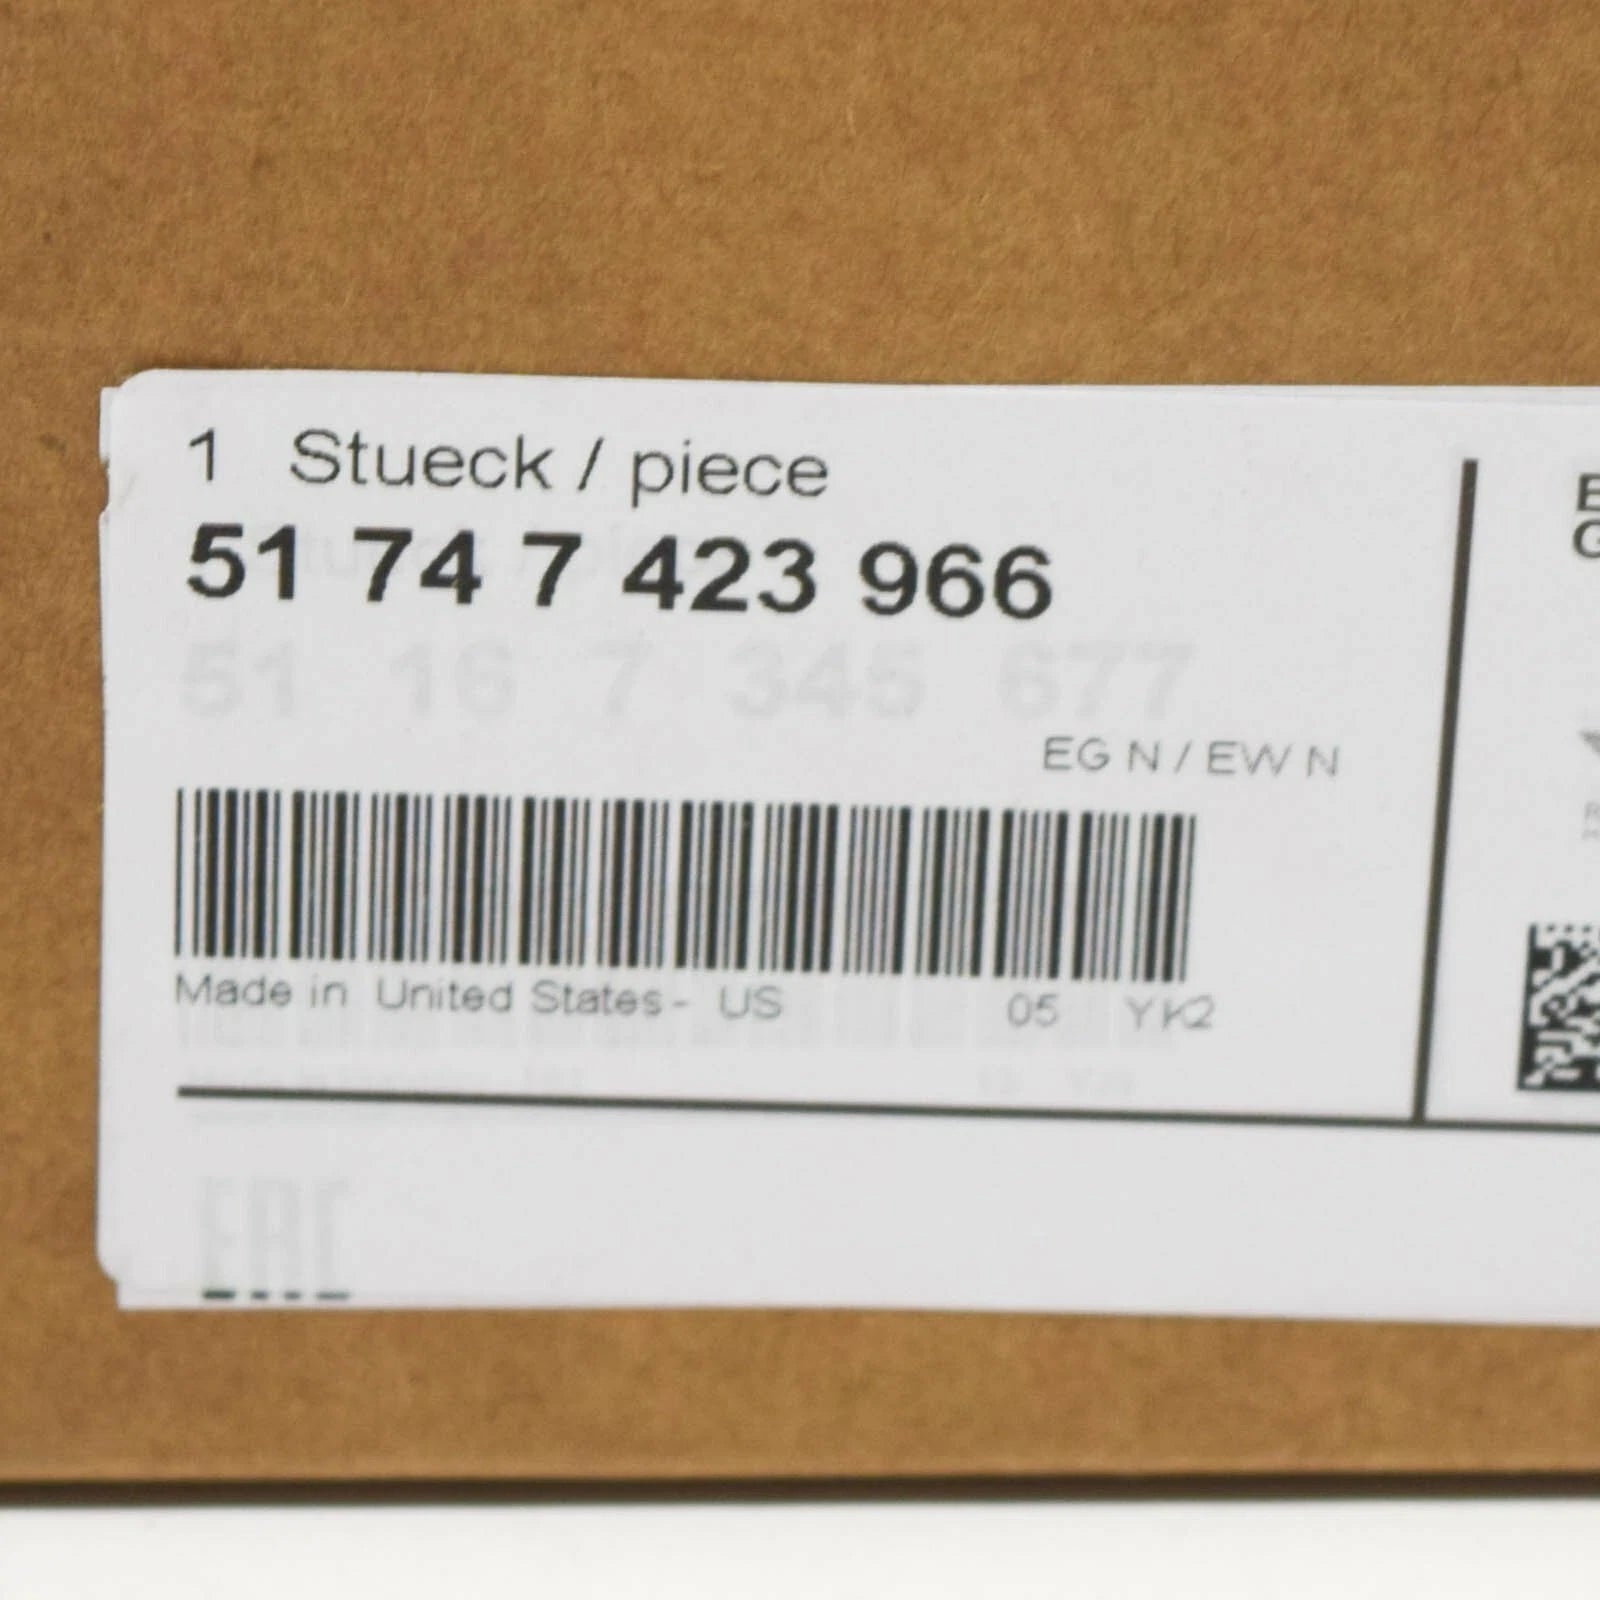 1 Stueck / piece
51 74 7 423 966
51 16 7 345 677
EG N / EW N
Made in United States - US 05 YK2
EAC